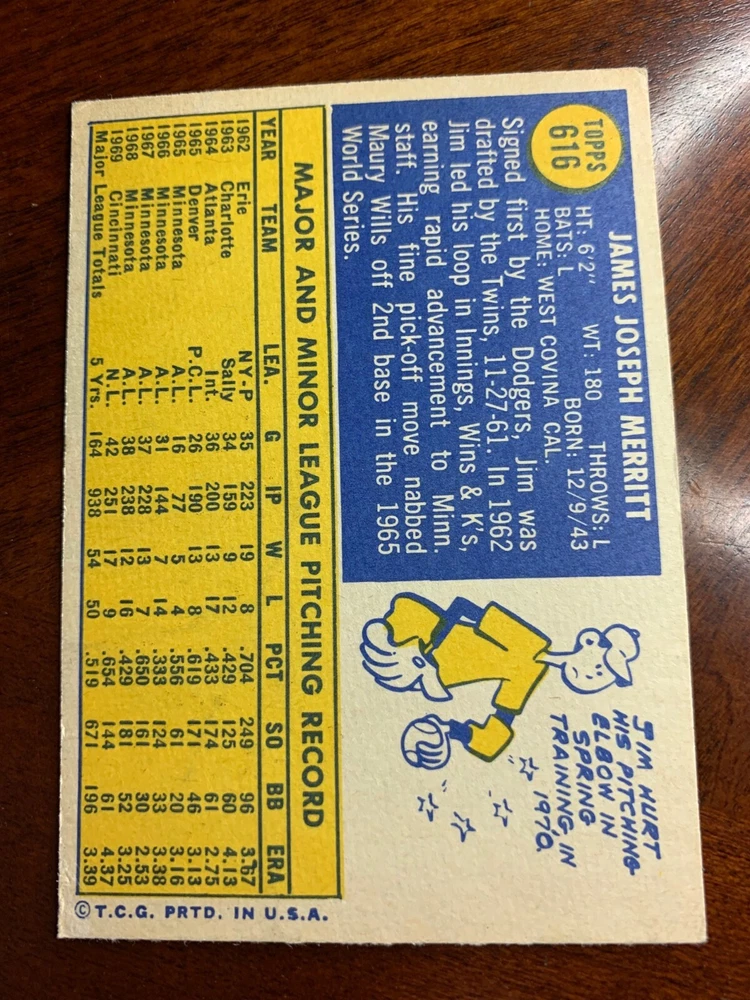 TOPPS
616
JAMES JOSEPH MERRITT
HT: 6'2" WT: 180 THROWS: L
BATS: L BORN: 12/9/43
HOME: WEST COVINA CAL.
Signed first by the Dodgers, Jim was
drafted by the Twins, 11-27-61. In 1962
Jim led his loop in Innings, Wins & K's,
earning rapid advancement to Minn.
staff. His fine pick-off move nabbed
Maury Wills off 2nd base in the 1965
World Series.
JIM HURT
HIS PITCHING
ELBOW IN
SPRING
TRAINING IN
1970.
MAJOR AND MINOR LEAGUE PITCHING RECORD
YEAR TEAM LEA. G IP W L PCT SO BB ERA
1962 Erie NY.-P 35 223 19 8 .704 249 96 3.67
1963 Charlotte Sally 34 159 9 12 .429 125 60 4.13
1964 Atlanta Int. 36 200 13 17 .433 174 61 2.75
1965 Denver P.C.L. 26 190 13 8 .619 171 46 3.13
1965 Minnesota A.L. 16 77 5 4 .556 61 20 3.16
1966 Minnesota A.L. 31 144 7 14 .333 124 33 3.38
1967 Minnesota A.L. 37 228 13 7 .650 161 30 2.53
1968 Minnesota A.L. 38 238 12 16 .429 181 52 3.25
1969 Cincinnati N.L. 42 251 17 9 .654 144 61 4.37
Major League Totals 5 Yrs. 164 938 54 50 .519 671 196 3.39
© T.C.G. PRTD. IN U.S.A.